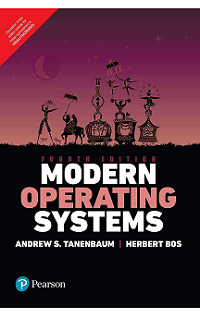 FOURTH EDITION
MODERN
OPERATING
SYSTEMS
ANDREW S. TANENBAUM | HERBERT BOS
Pearson